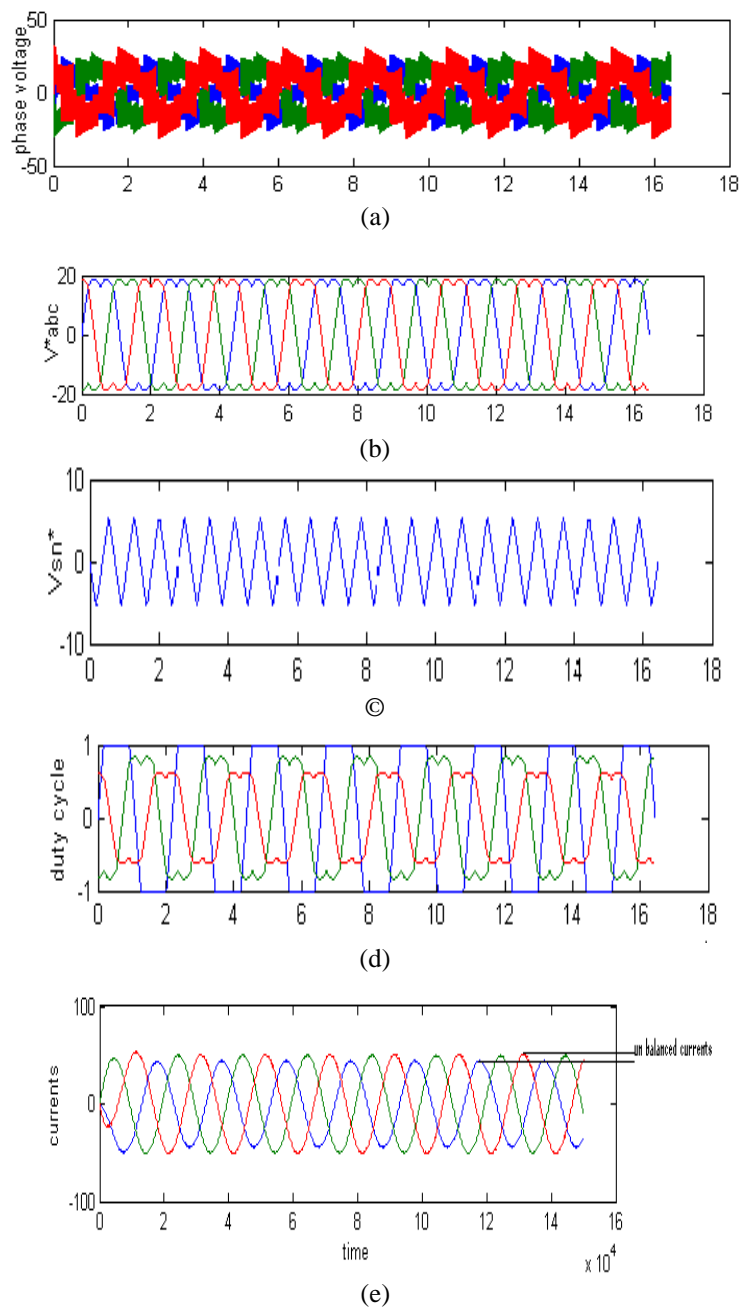 50
0
-50
phase voltage
0 2 4 6 8 10 12 14 16 18
(a)
20
0
-20
V*abc
0 2 4 6 8 10 12 14 16 18
(b)
10
0
-10
Vsn*
0 2 4 6 8 10 12 14 16 18
©
1
0
-1
duty cycle
0 2 4 6 8 10 12 14 16 18
(d)
100
0
-100
currents
un balanced currents
0 2 4 6 8 10 12 14 16
time
x 10^4
(e)